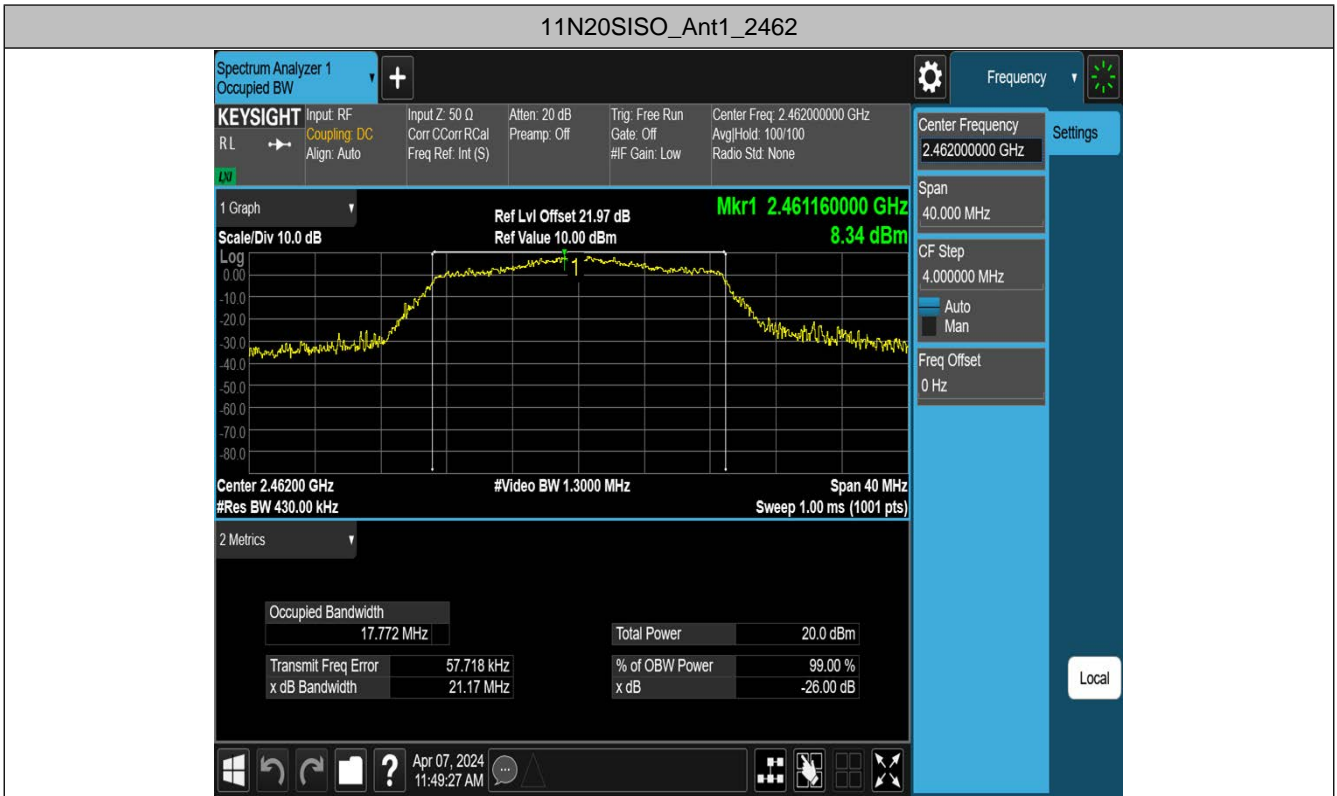 11N20SISO_Ant1_2462
Spectrum Analyzer 1
Occupied BW
+
Frequency
KEYSIGHT
RL
LXI
Input: RF
Coupling: DC
Align: Auto
Input Z: 50 Ω
Corr CCorr RCal
Freq Ref: Int (S)
Atten: 20 dB
Preamp: Off
Trig: Free Run
Gate: Off
#IF Gain: Low
Center Freq: 2.462000000 GHz
Avg|Hold: 100/100
Radio Std: None
Center Frequency
2.462000000 GHz
Settings
Span
40.000 MHz
CF Step
4.000000 MHz
Auto
Man
Freq Offset
0 Hz
Local
1 Graph
Scale/Div 10.0 dB
Ref Lvl Offset 21.97 dB
Ref Value 10.00 dBm
Mkr1 2.461160000 GHz
8.34 dBm
Log
0.00
-10.0
-20.0
-30.0
-40.0
-50.0
-60.0
-70.0
-80.0
1
Center 2.46200 GHz
#Res BW 430.00 kHz
#Video BW 1.3000 MHz
Span 40 MHz
Sweep 1.00 ms (1001 pts)
2 Metrics
Occupied Bandwidth
17.772 MHz
Total Power 20.0 dBm
Transmit Freq Error 57.718 kHz
% of OBW Power 99.00 %
x dB Bandwidth 21.17 MHz
x dB -26.00 dB
?
Apr 07, 2024
11:49:27 AM